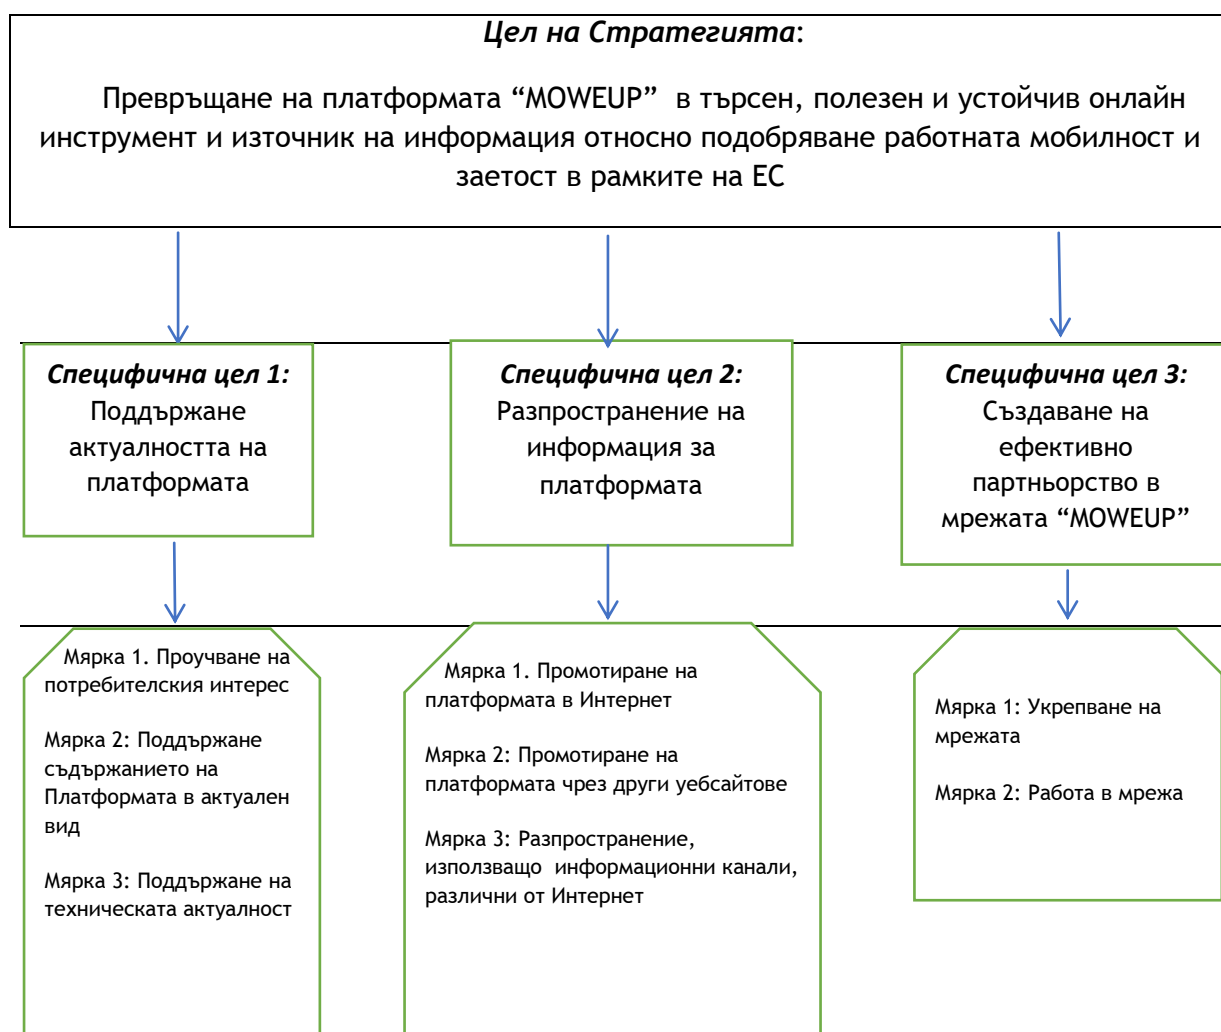 Цел на Стратегията:
Превръщане на платформата “MOWEUP” в търсен, полезен и устойчив онлайн
инструмент и източник на информация относно подобряване работната мобилност и
заетост в рамките на ЕС
Специфична цел 1:
Поддържане
актуалността на
платформата
Специфична цел 2:
Разпространение на
информация за
платформата
Специфична цел 3:
Създаване на
ефективно
партньорство в
мрежата “MOWEUP”
Мярка 1. Проучване на
потребителския интерес
Мярка 2: Поддържане
съдържанието на
Платформата в актуален
вид
Мярка 3: Поддържане на
техническата актуалност
Мярка 1. Промотиране на
платформата в Интернет
Мярка 2: Промотиране на
платформата чрез други уебсайтове
Мярка 3: Разпространение,
използващо информационни канали,
различни от Интернет
Мярка 1: Укрепване на
мрежата
Мярка 2: Работа в мрежа